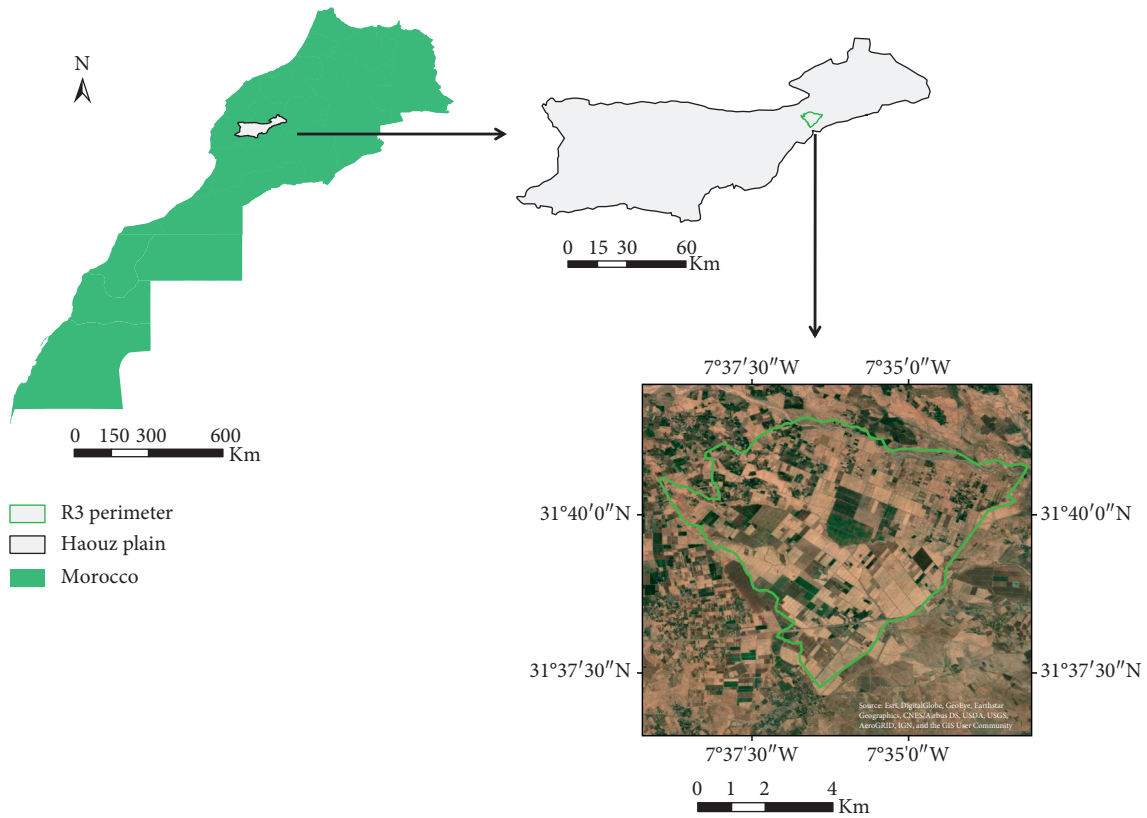 N
0 15 30 60
Km
7°37′30″W 7°35′0″W
0 150 300 600
Km
R3 perimeter
Haouz plain
Morocco
31°40′0″N 31°40′0″N
31°37′30″N 31°37′30″N
Source: Esri, DigitalGlobe, GeoEye, Earthstar
Geographics, CNES/Airbus DS, USDA, USGS,
AeroGRID, IGN, and the GIS User Community
7°37′30″W 7°35′0″W
0 1 2 4
Km